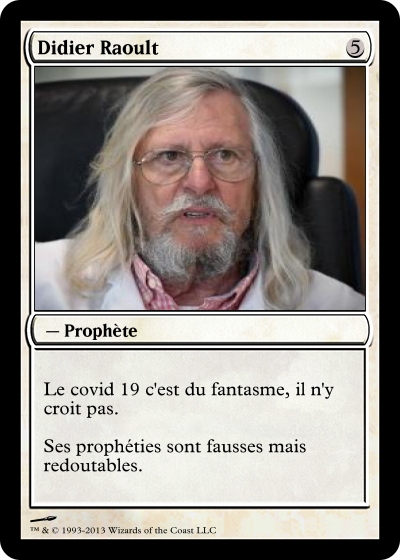 Didier Raoult 5
— Prophète
Le covid 19 c'est du fantasme, il n'y
croit pas.
Ses prophéties sont fausses mais
redoutables.
™ & © 1993-2013 Wizards of the Coast LLC